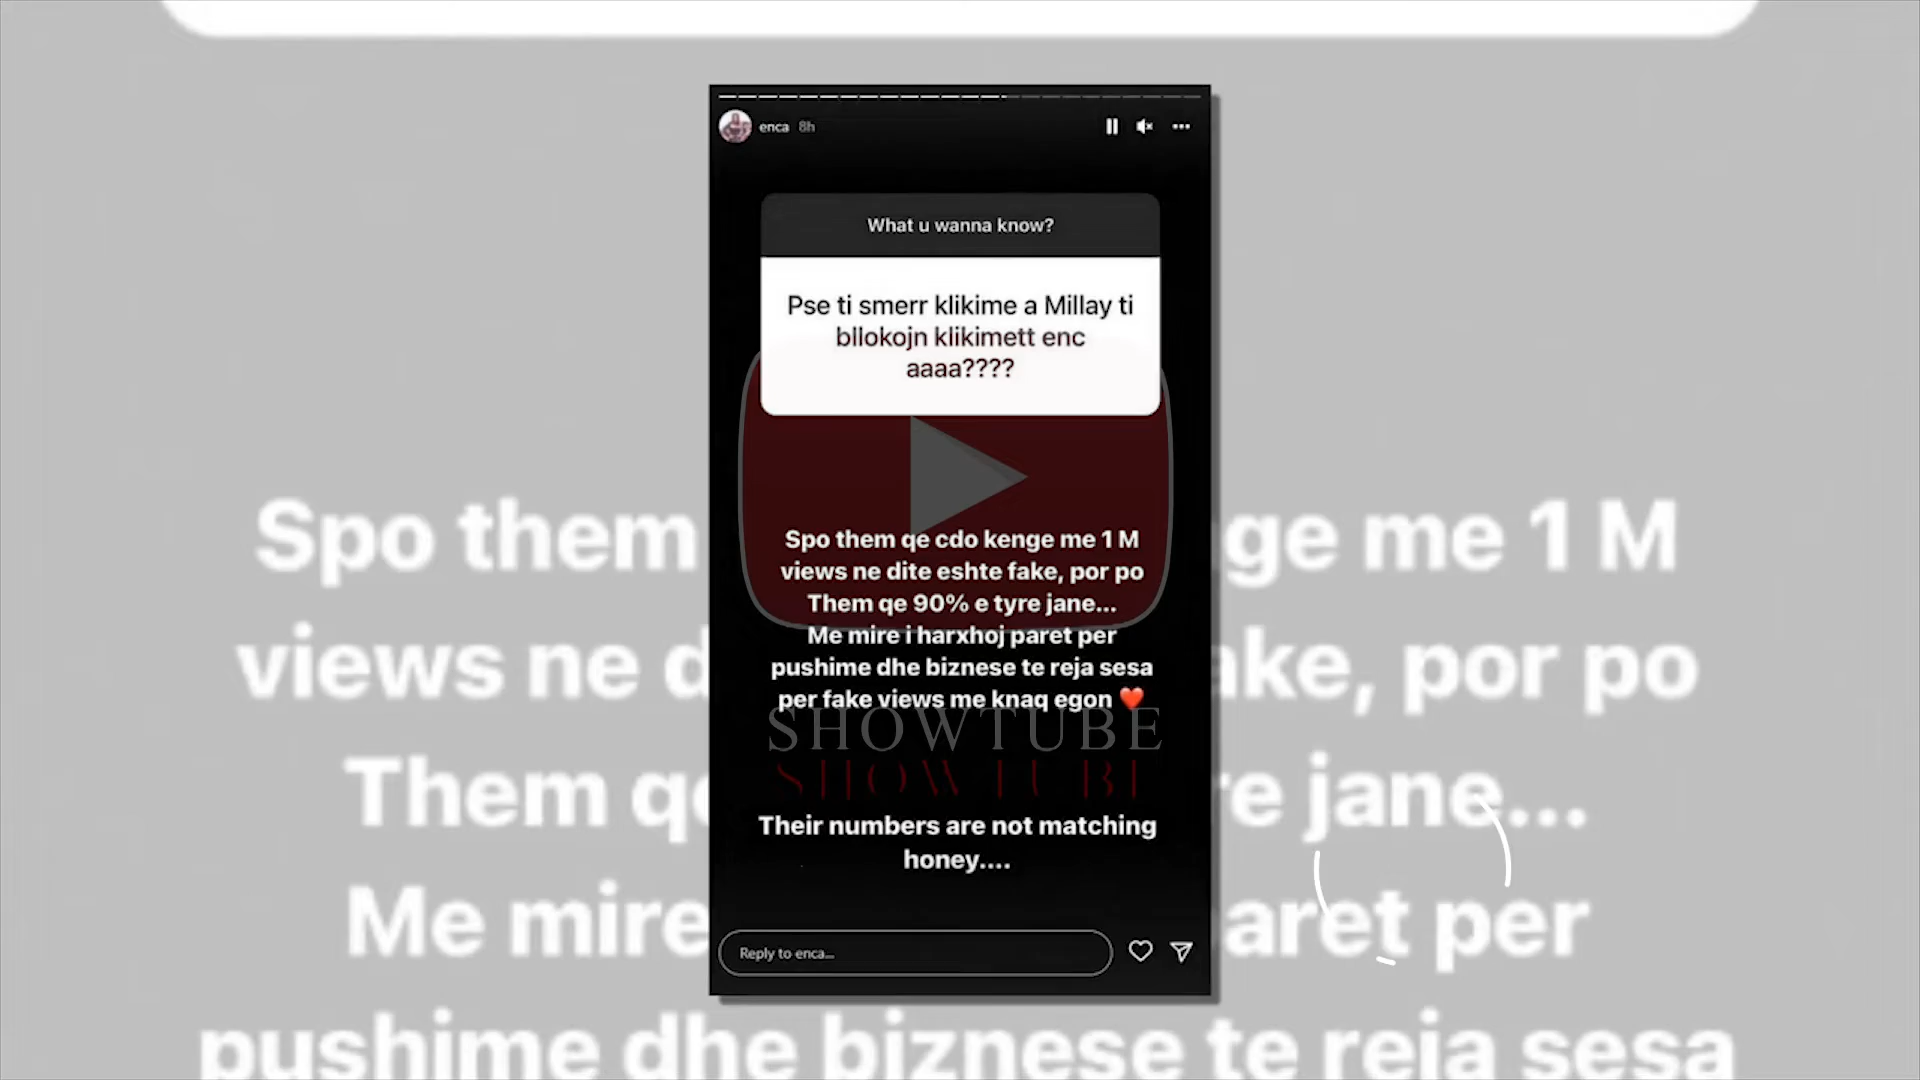 enca 8h
What u wanna know?
Pse ti smerr klikime a Millay ti
bllokojn klikimett enc
aaaa????
Spo them qe cdo kenge me 1 M
views ne dite eshte fake, por po
Them qe 90% e tyre jane...
Me mire i harxhoj paret per
pushime dhe biznese te reja sesa
per fake views me knaq egon ❤️
SHOWTUBE
SHOWTUBE
Their numbers are not matching
honey....
Reply to enca...
Spo them nge me 1 M
views ne d ake, por po
Them qe re jane...
Me mire aret per
pushime dhe biznese te reja sesa